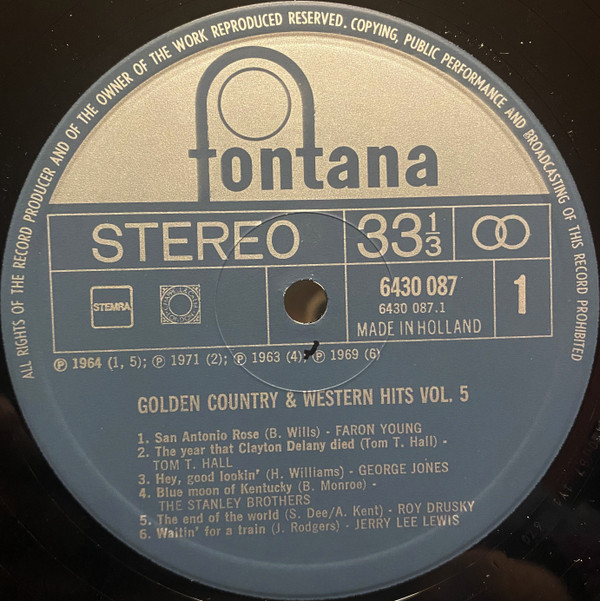 ALL RIGHTS OF THE RECORD PRODUCER AND OF THE OWNER OF THE WORK REPRODUCED RESERVED. COPYING, PUBLIC PERFORMANCE AND BROADCASTING OF THIS RECORD PROHIBITED
fontana
STEREO 33 1/3
STEMRA
6430 087
6430 087.1
MADE IN HOLLAND
1
℗ 1964 (1, 5); ℗ 1971 (2); ℗ 1963 (4); ℗ 1969 (6)
GOLDEN COUNTRY & WESTERN HITS VOL. 5
1. San Antonio Rose (B. Wills) - FARON YOUNG
2. The year that Clayton Delany died (Tom T. Hall) -
TOM T. HALL
3. Hey, good lookin' (H. Williams) - GEORGE JONES
4. Blue moon of Kentucky (B. Monroe) -
THE STANLEY BROTHERS
5. The end of the world (S. Dee/A. Kent) - ROY DRUSKY
6. Waitin' for a train (J. Rodgers) - JERRY LEE LEWIS